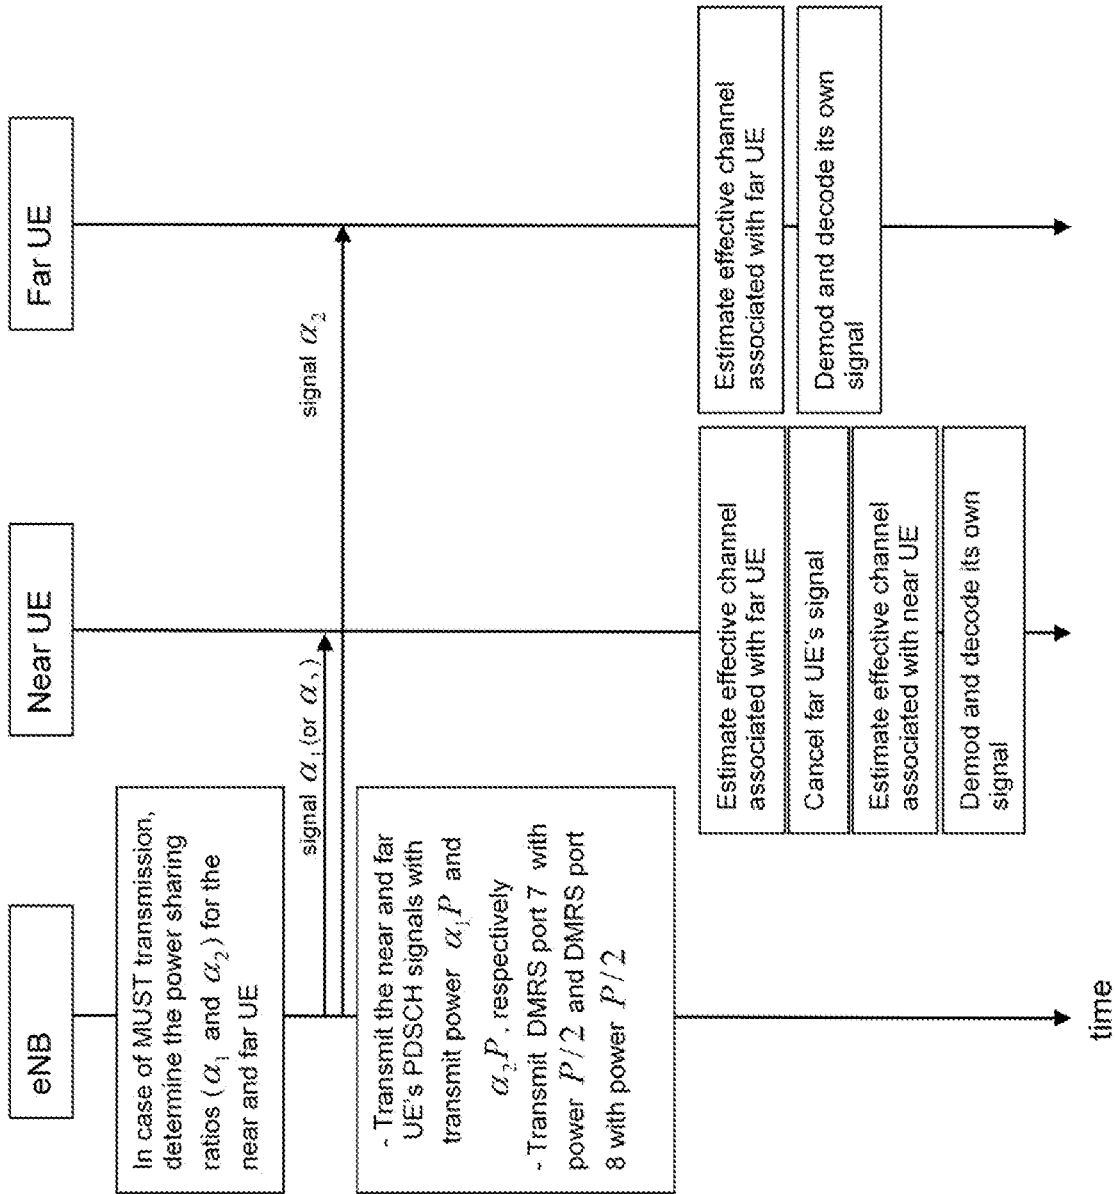 eNB
Near UE
Far UE
In case of MUST transmission,
determine the power sharing
ratios (α₁ and α₂) for the
near and far UE
signal α₁ (or α₂)
signal α₂
- Transmit the near and far
UE's PDSCH signals with
transmit power α₁P and
α₂P, respectively
- Transmit DMRS port 7 with
power P/2 and DMRS port
8 with power P/2
Estimate effective channel
associated with far UE
Cancel far UE's signal
Estimate effective channel
associated with near UE
Demod and decode its own
signal
Estimate effective channel
associated with far UE
Demod and decode its own
signal
time